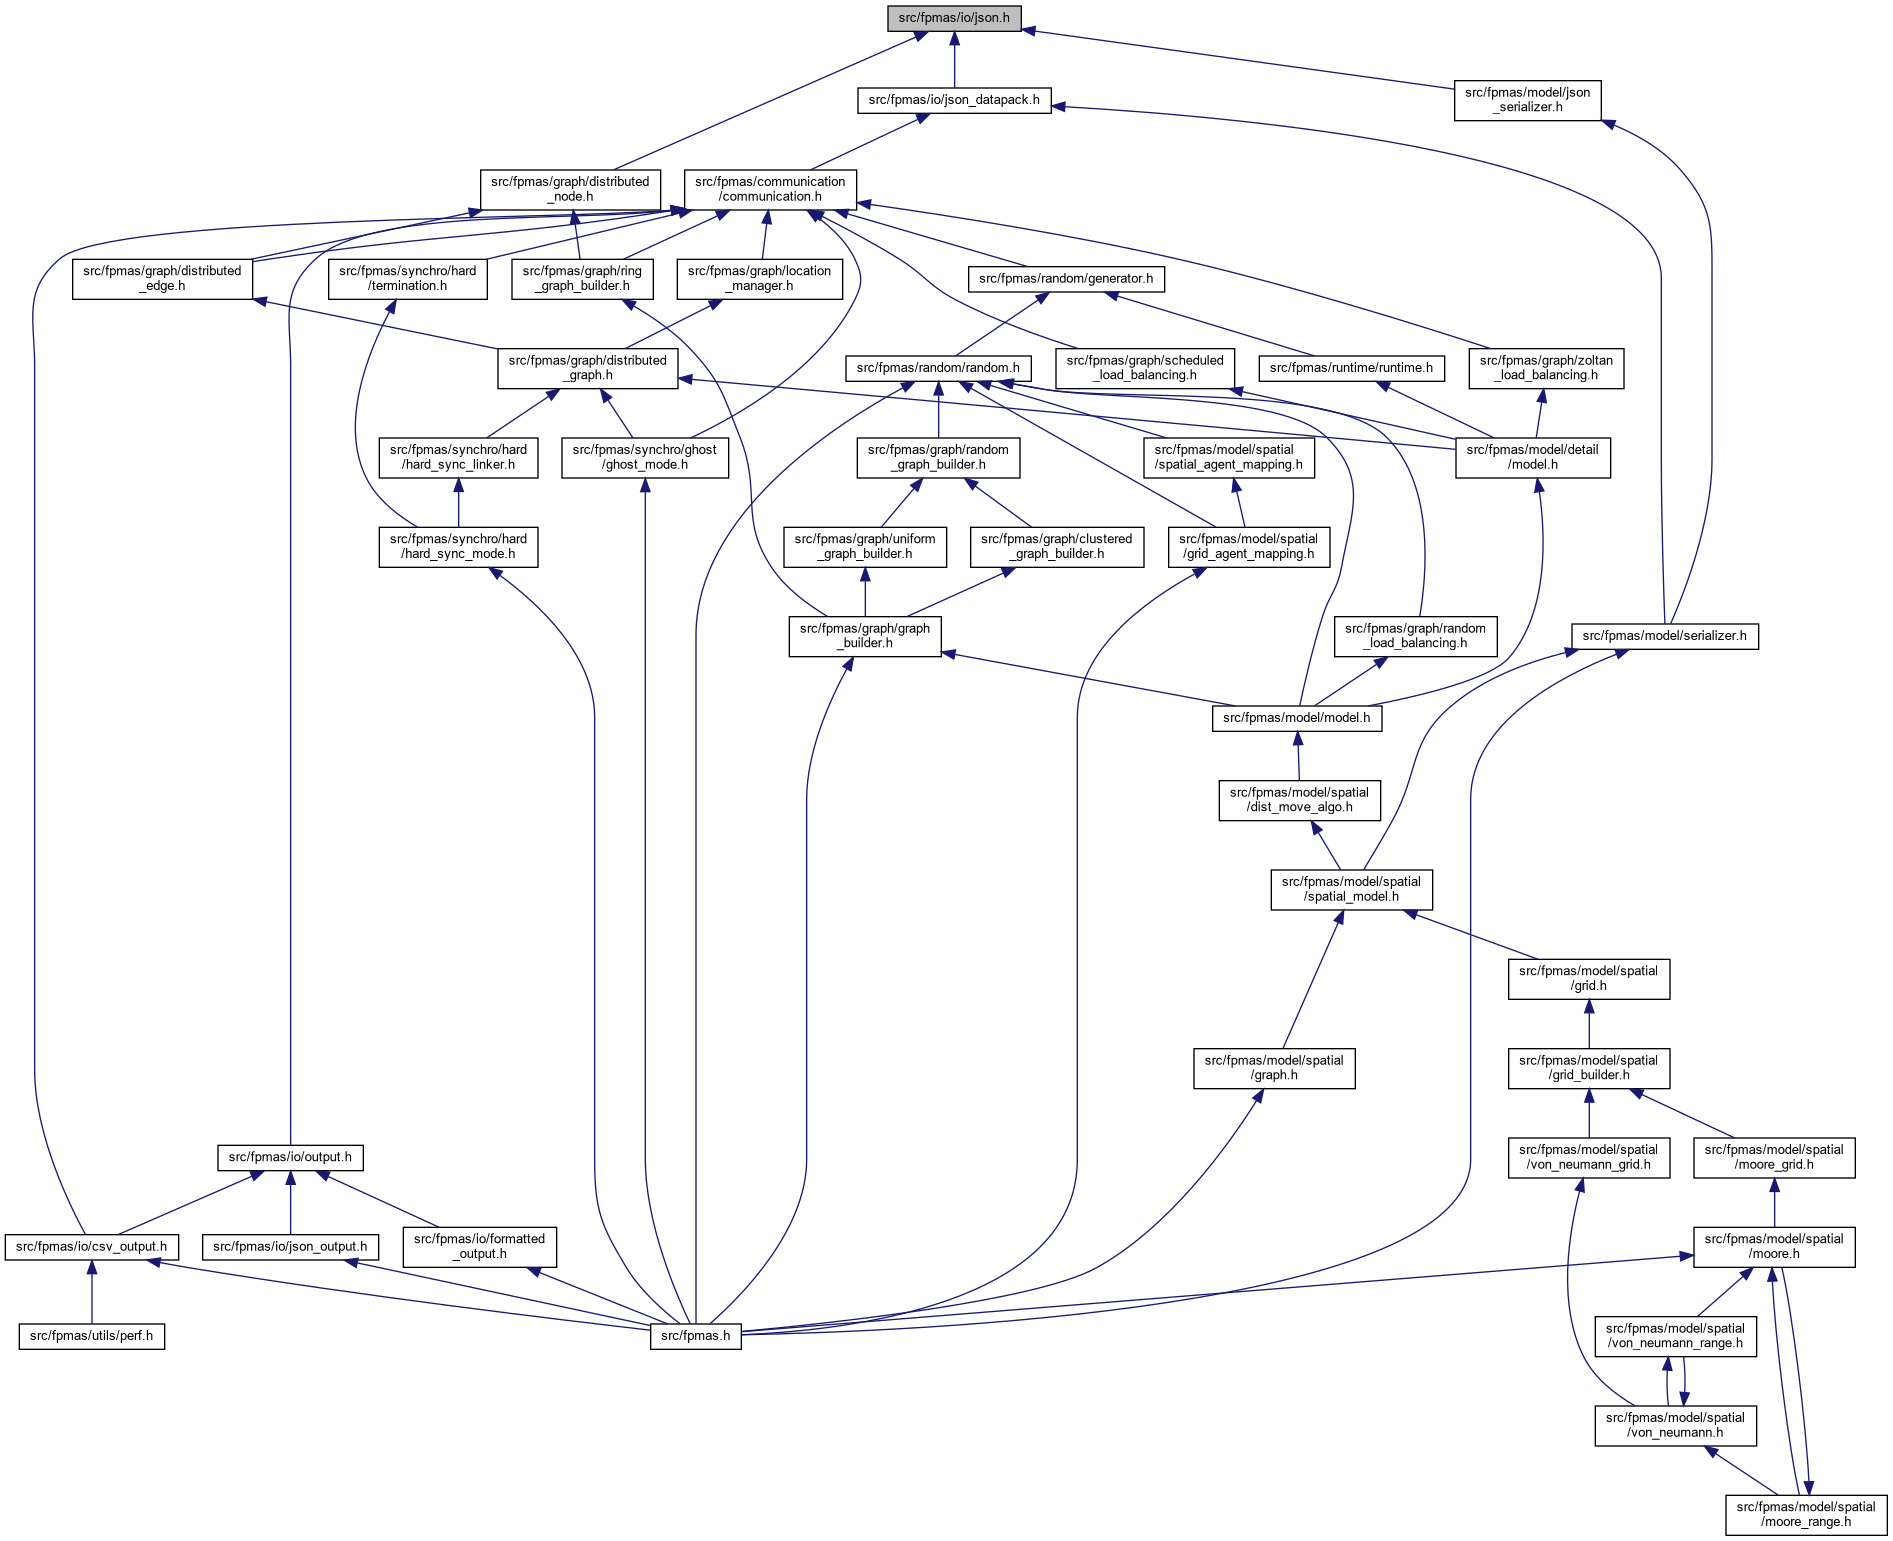 src/fpmas/io/json.h
src/fpmas/io/json_datapack.h
src/fpmas/model/json
_serializer.h
src/fpmas/graph/distributed
_node.h
src/fpmas/communication
/communication.h
src/fpmas/graph/distributed
_edge.h
src/fpmas/synchro/hard
/termination.h
src/fpmas/graph/ring
_graph_builder.h
src/fpmas/graph/location
_manager.h
src/fpmas/random/generator.h
src/fpmas/graph/distributed
_graph.h
src/fpmas/random/random.h
src/fpmas/graph/scheduled
_load_balancing.h
src/fpmas/runtime/runtime.h
src/fpmas/graph/zoltan
_load_balancing.h
src/fpmas/synchro/hard
/hard_sync_linker.h
src/fpmas/synchro/ghost
/ghost_mode.h
src/fpmas/graph/random
_graph_builder.h
src/fpmas/model/spatial
/spatial_agent_mapping.h
src/fpmas/model/detail
/model.h
src/fpmas/synchro/hard
/hard_sync_mode.h
src/fpmas/graph/uniform
_graph_builder.h
src/fpmas/graph/clustered
_graph_builder.h
src/fpmas/model/spatial
/grid_agent_mapping.h
src/fpmas/graph/graph
_builder.h
src/fpmas/graph/random
_load_balancing.h
src/fpmas/model/serializer.h
src/fpmas/model/model.h
src/fpmas/model/spatial
/dist_move_algo.h
src/fpmas/model/spatial
/spatial_model.h
src/fpmas/model/spatial
/grid.h
src/fpmas/model/spatial
/graph.h
src/fpmas/model/spatial
/grid_builder.h
src/fpmas/io/output.h
src/fpmas/model/spatial
/von_neumann_grid.h
src/fpmas/model/spatial
/moore_grid.h
src/fpmas/io/csv_output.h
src/fpmas/io/json_output.h
src/fpmas/io/formatted
_output.h
src/fpmas/model/spatial
/moore.h
src/fpmas/utils/perf.h
src/fpmas.h
src/fpmas/model/spatial
/von_neumann_range.h
src/fpmas/model/spatial
/von_neumann.h
src/fpmas/model/spatial
/moore_range.h